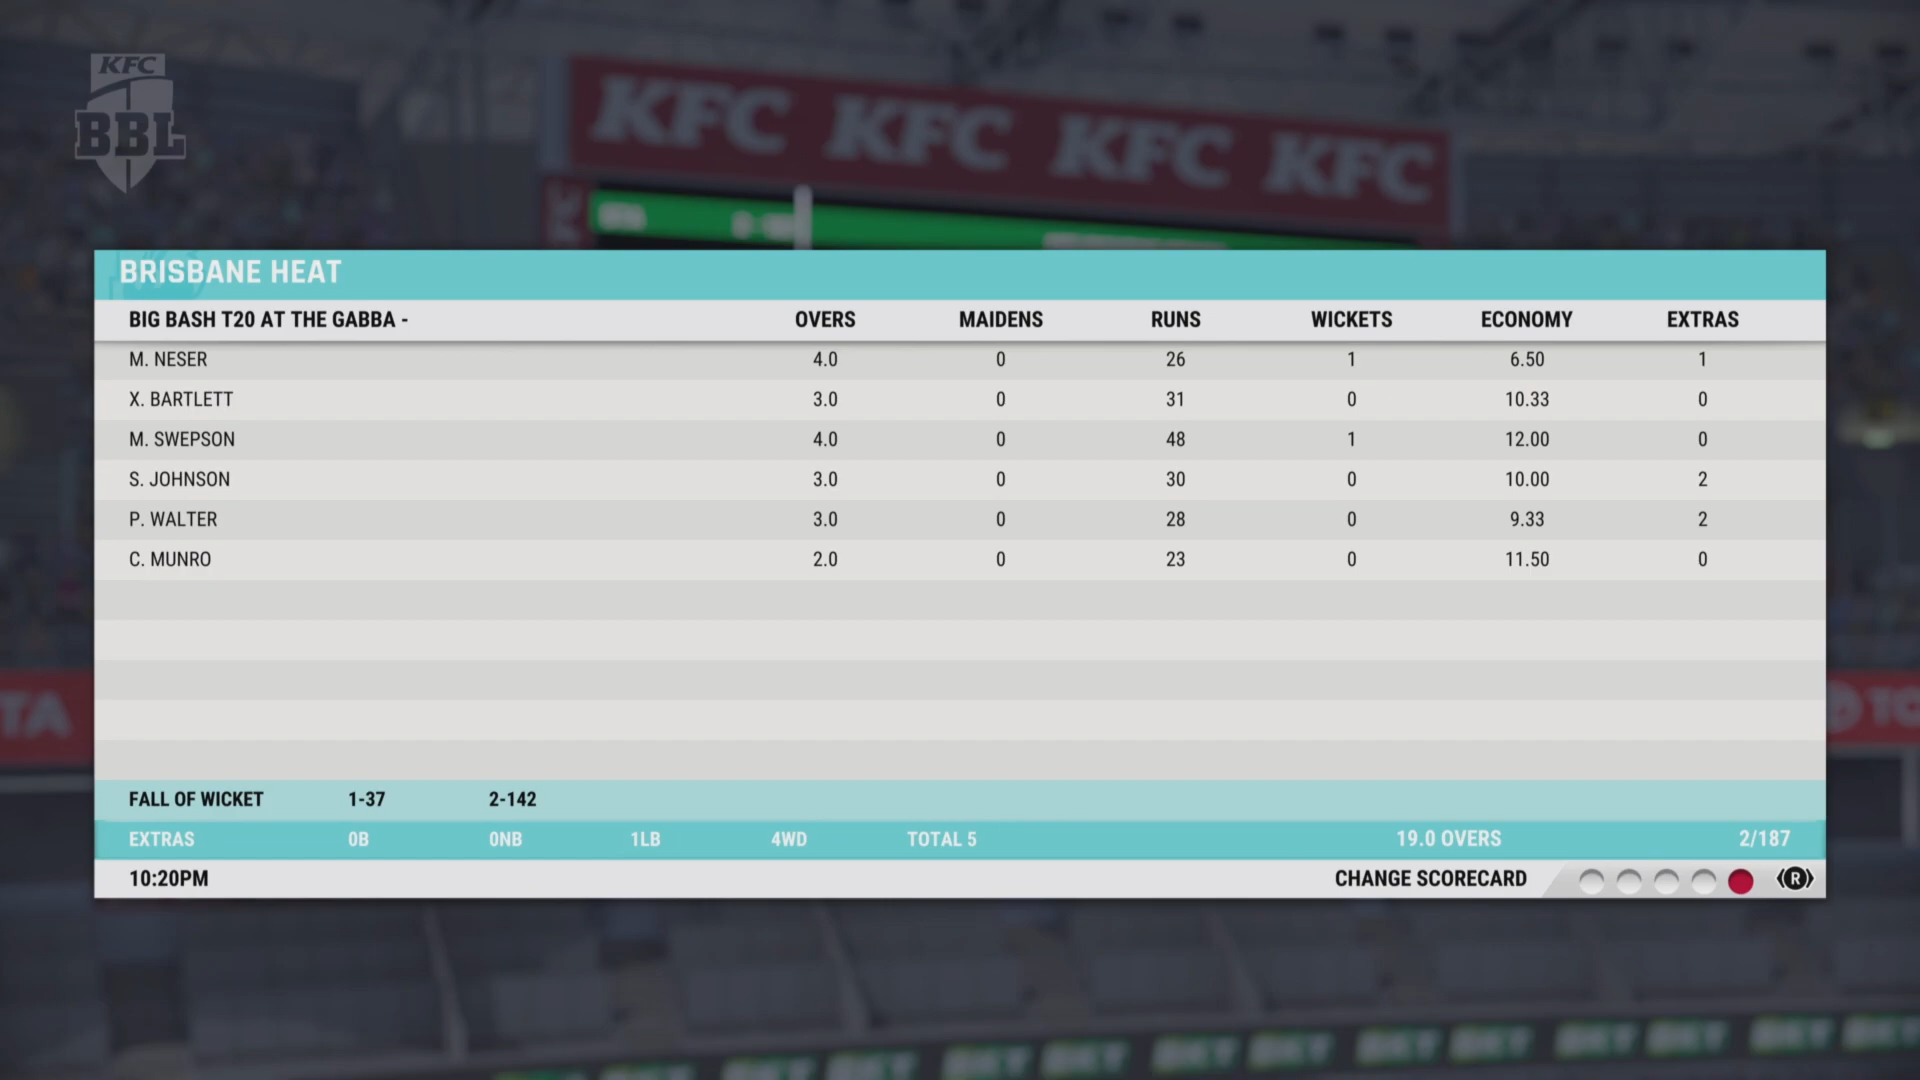 KFC
BBL
KFC KFC KFC KFC
KFC
BRISBANE HEAT
BIG BASH T20 AT THE GABBA - OVERS MAIDENS RUNS WICKETS ECONOMY EXTRAS
M. NESER 4.0 0 26 1 6.50 1
X. BARTLETT 3.0 0 31 0 10.33 0
M. SWEPSON 4.0 0 48 1 12.00 0
S. JOHNSON 3.0 0 30 0 10.00 2
P. WALTER 3.0 0 28 0 9.33 2
C. MUNRO 2.0 0 23 0 11.50 0
TA
TO
FALL OF WICKET 1-37 2-142
EXTRAS 0B 0NB 1LB 4WD TOTAL 5 19.0 OVERS 2/187
10:20PM CHANGE SCORECARD R